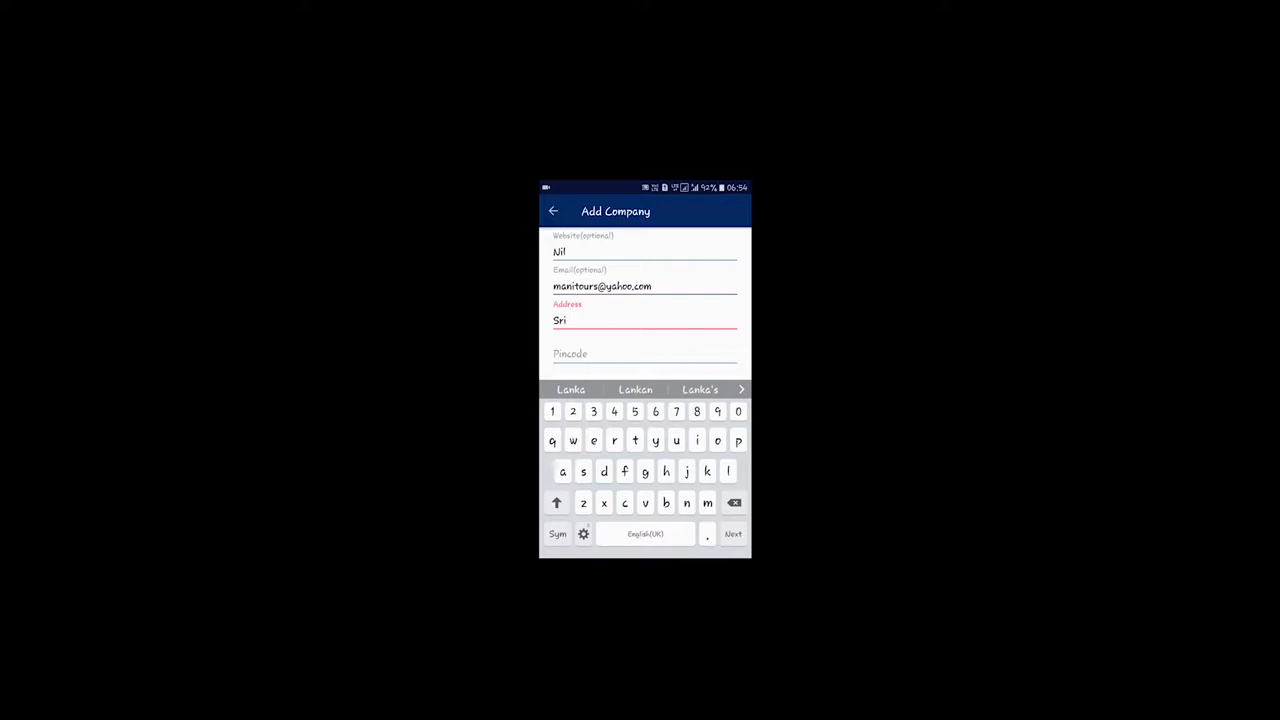 92% 06:54
Add Company
Website(optional)
Nil
Email(optional)
manitours@yahoo.com
Address
Sri
Pincode
Lanka Lankan Lanka's
1 2 3 4 5 6 7 8 9 0
q w e r t y u i o p
a s d f g h j k l
z x c v b n m
Sym English(UK) . Next